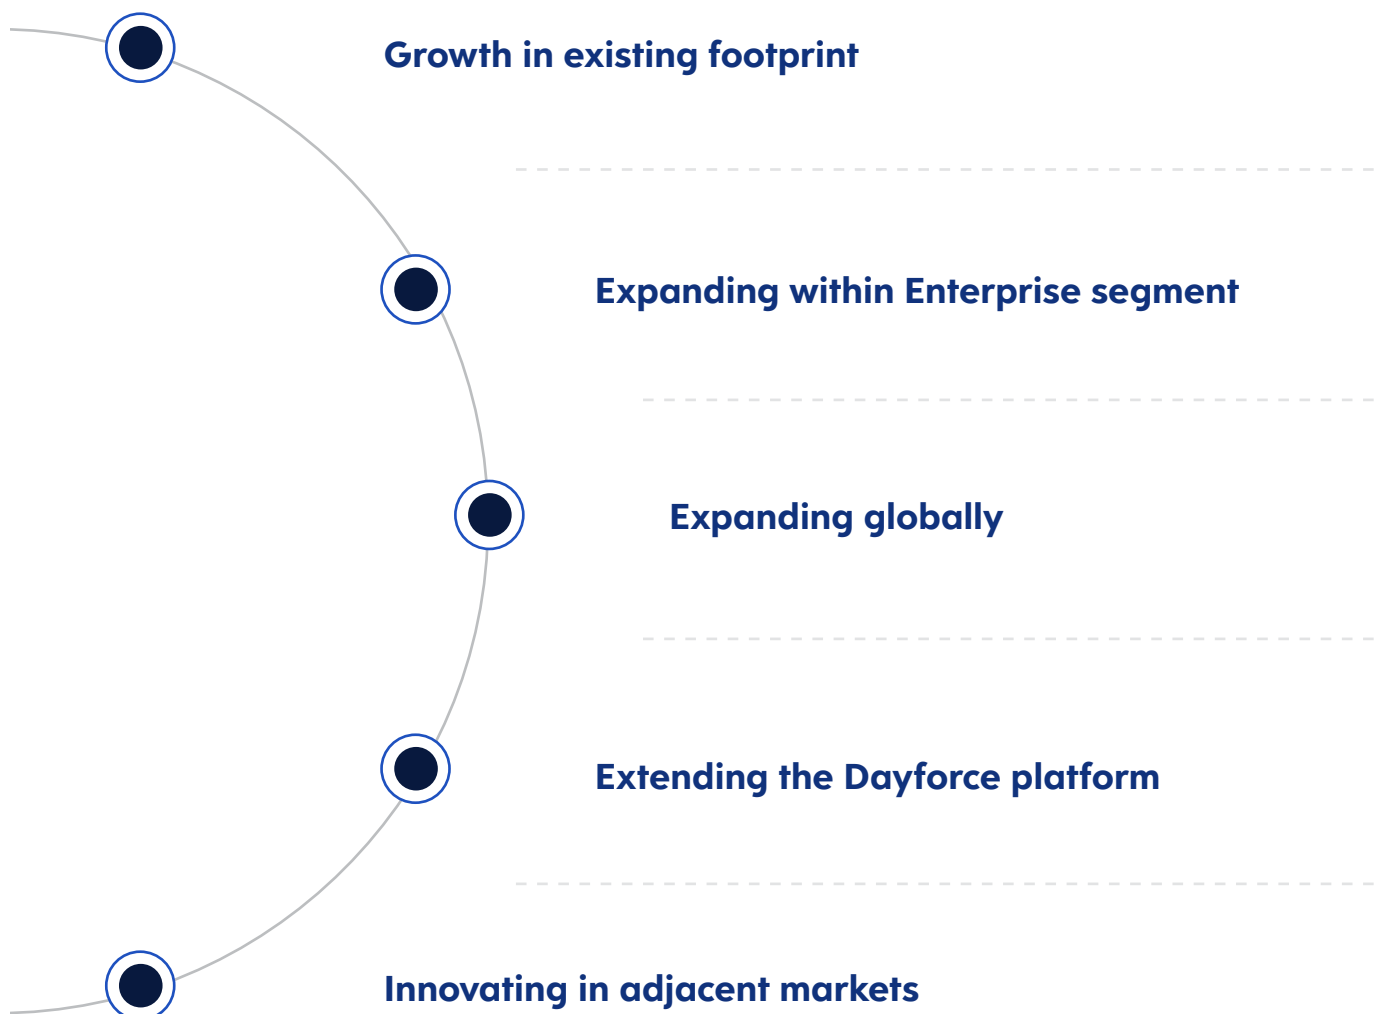 Growth in existing footprint
Expanding within Enterprise segment
Expanding globally
Extending the Dayforce platform
Innovating in adjacent markets